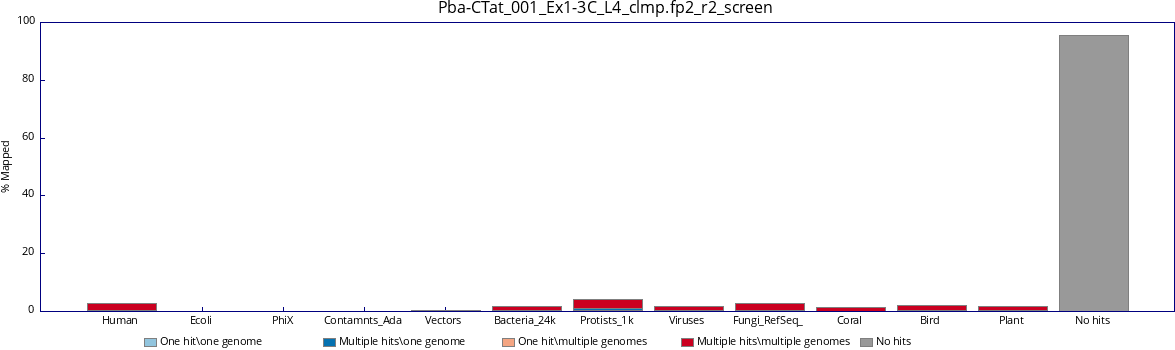 Pba-CTat_001_Ex1-3C_L4_clmp.fp2_r2_screen
100
80
60
40
20
0
% Mapped
Human Ecoli PhiX Contamnts_Ada Vectors Bacteria_24k Protists_1k Viruses Fungi_RefSeq_ Coral Bird Plant No hits
One hit\one genome Multiple hits\one genome One hit\multiple genomes Multiple hits\multiple genomes No hits